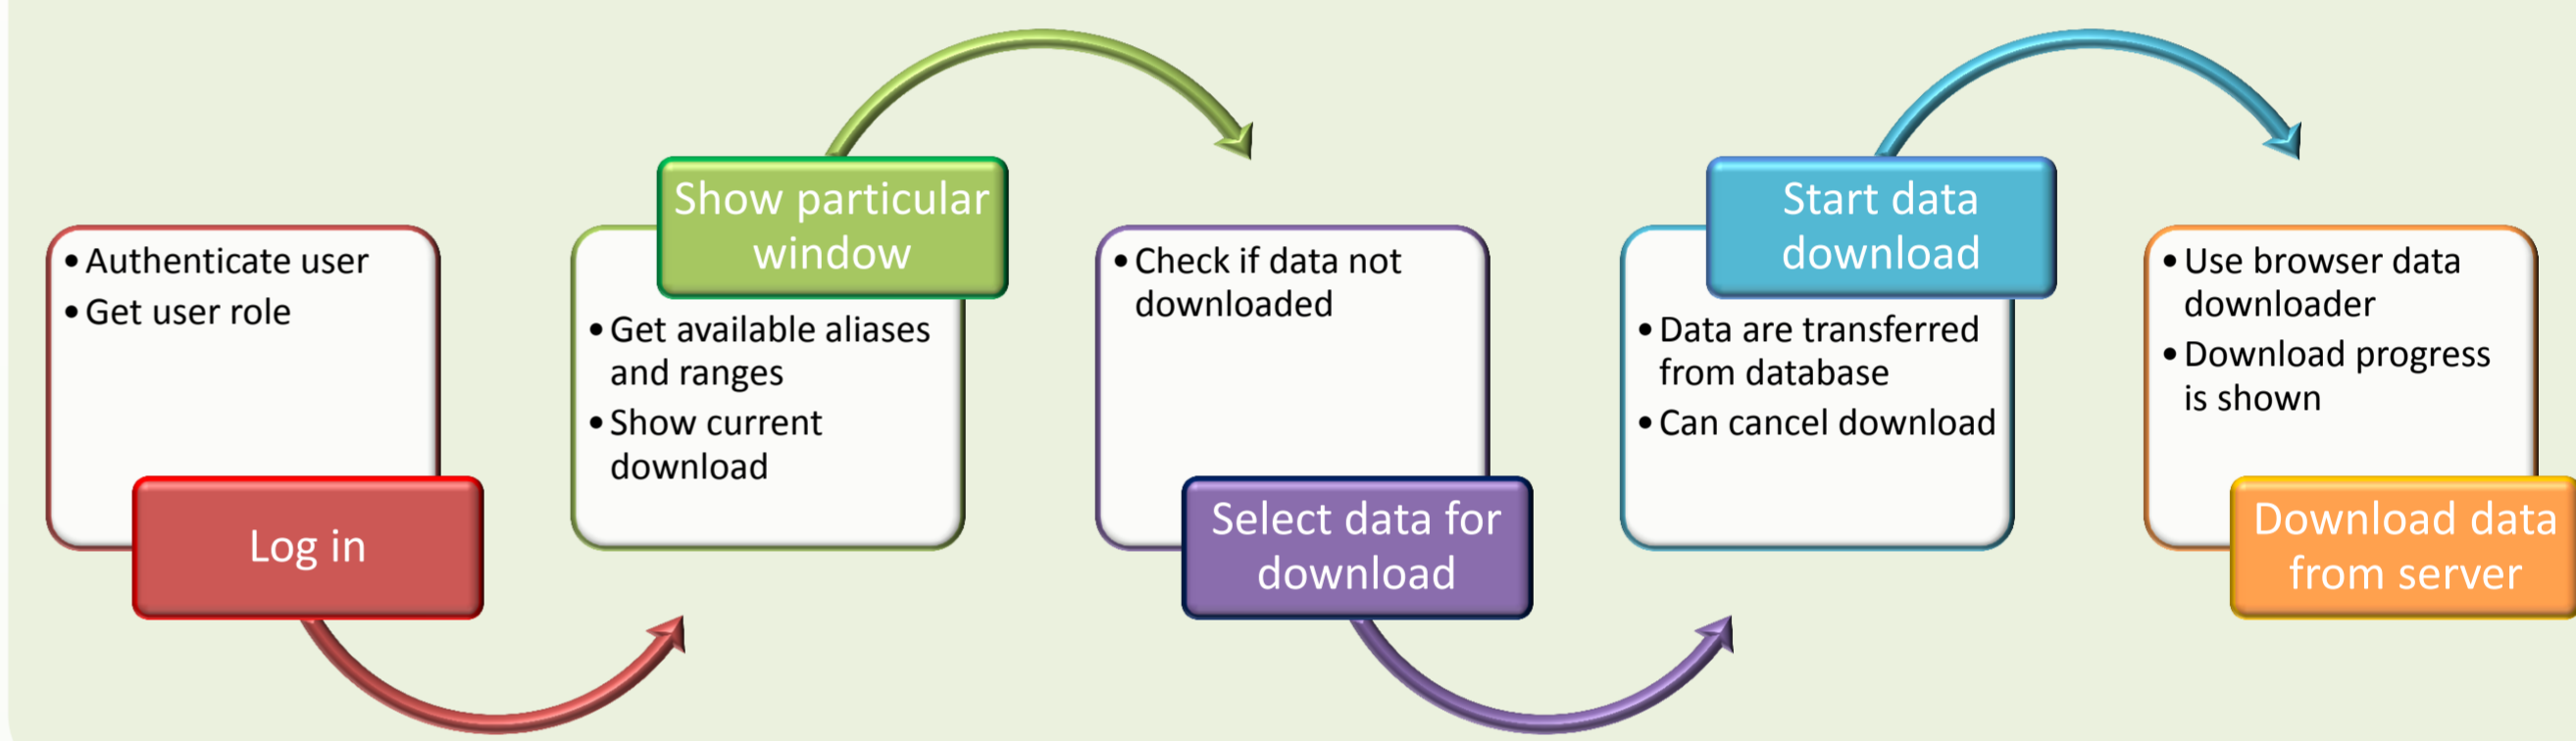 • Authenticate user
• Get user role
Log in
Show particular
window
• Get available aliases
and ranges
• Show current
download
• Check if data not
downloaded
Select data for
download
Start data
download
• Data are transferred
from database
• Can cancel download
• Use browser data
downloader
• Download progress
is shown
Download data
from server